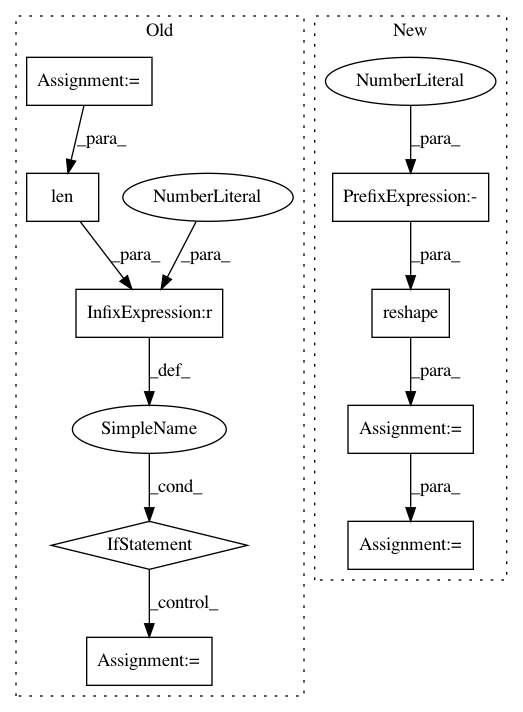 Old
New
Assignment:=
NumberLiteral
_para_
_para_
len
NumberLiteral
PrefixExpression:-
_para_
_para_
_para_
InfixExpression:r
reshape
_def_
_para_
SimpleName
Assignment:=
_cond_
_para_
IfStatement
Assignment:=
_control_
Assignment:=